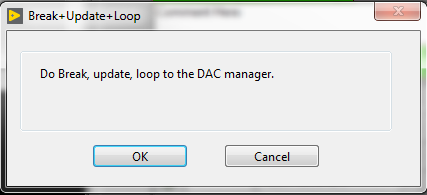 Break+Update+Loop
Do Break, update, loop to the DAC manager.
OK
Cancel